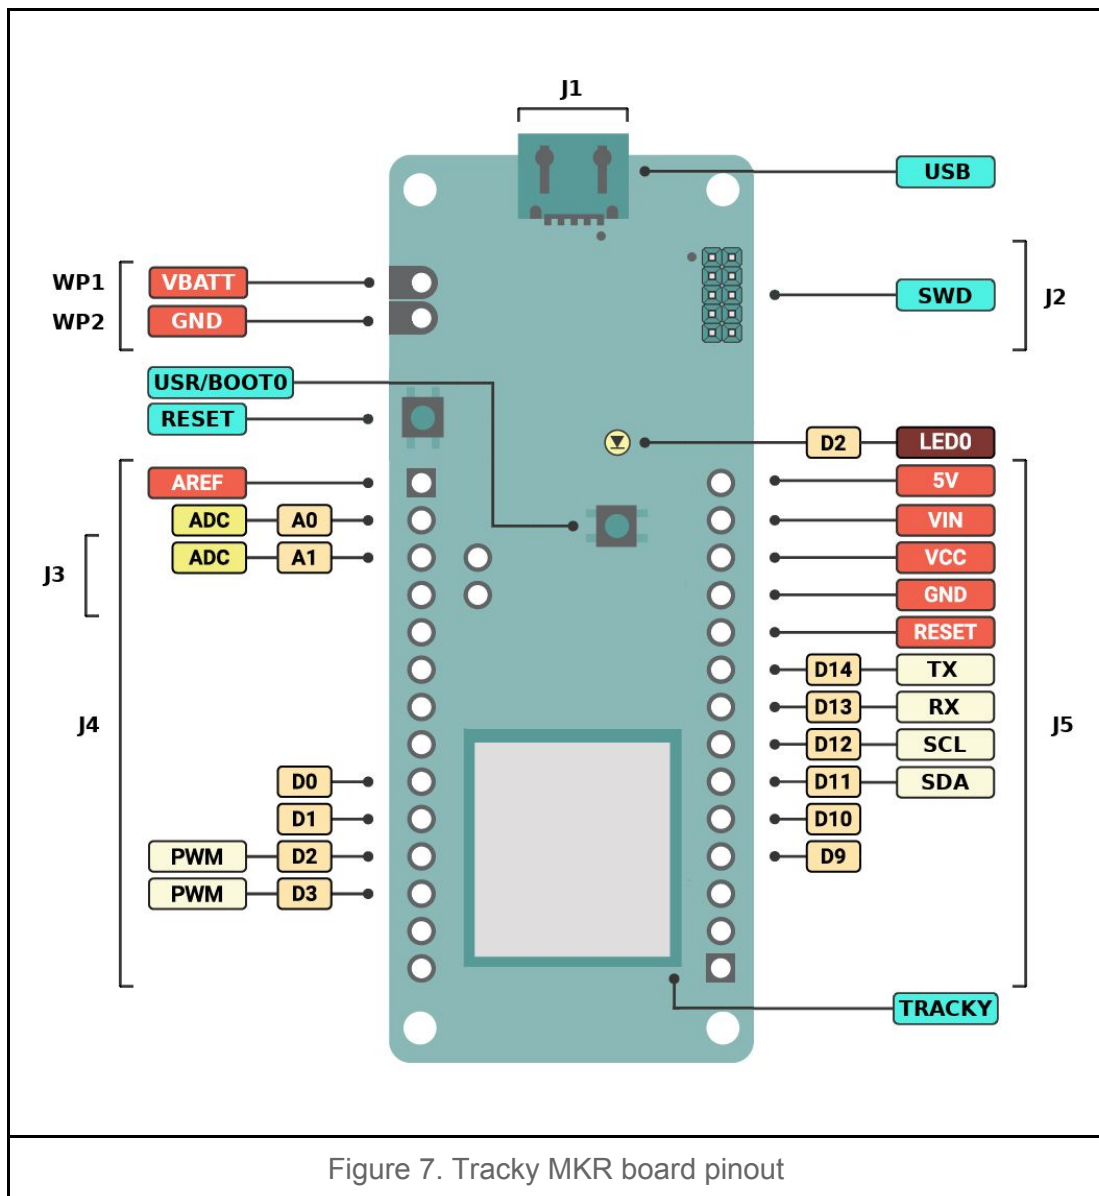 J1
USB
WP1 VBATT
WP2 GND
SWD J2
USR/BOOT0
RESET
D2 LED0
AREF
5V
ADC A0
VIN
J3
ADC A1
VCC
GND
RESET
D14 TX
J4
D13 RX
J5
D12 SCL
D0
D11 SDA
D1
D10
PWM D2
D9
PWM D3
TRACKY
Figure 7. Tracky MKR board pinout